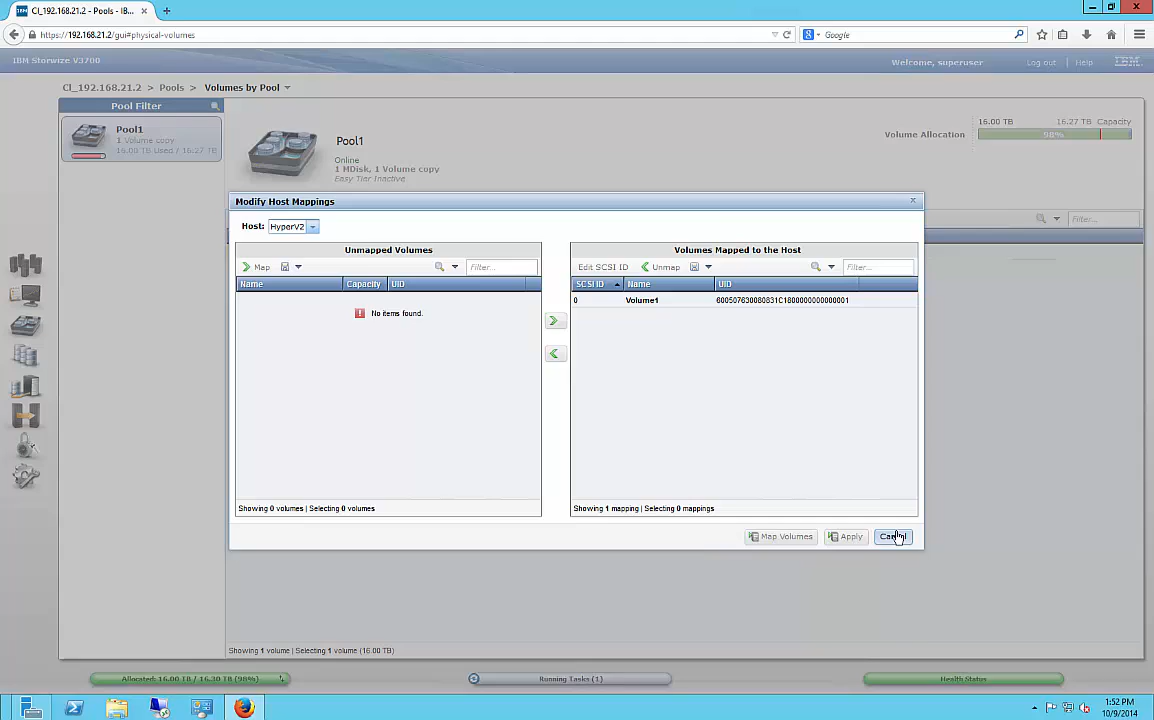 CI_192.168.21.2 - Pools - IB...
https://192.168.21.2/gui#physical-volumes
Google
IBM Storwize V3700
Welcome, superuser
Log out
Help
IBM
CI_192.168.21.2 > Pools > Volumes by Pool
Pool Filter
Pool1
1 Volume copy
16.00 TB Used / 16.27 TB
Pool1
Online
1 MDisk, 1 Volume copy
Easy Tier Inactive
16.00 TB
16.27 TB
Capacity
Volume Allocation
98%
Filter...
Modify Host Mappings
Host: HyperV2
Unmapped Volumes
Map
Filter...
Name
Capacity
UID
No items found.
Showing 0 volumes | Selecting 0 volumes
Volumes Mapped to the Host
Edit SCSI ID
Unmap
Filter...
SCSI ID
Name
UID
0
Volume1
600507630080831C1800000000000001
Showing 1 mapping | Selecting 0 mappings
Map Volumes
Apply
Showing 1 volume | Selecting 1 volume (16.00 TB)
Allocated: 16.00 TB / 16.30 TB (98%)
Running Tasks (1)
Health Status
1:52 PM
10/9/2014